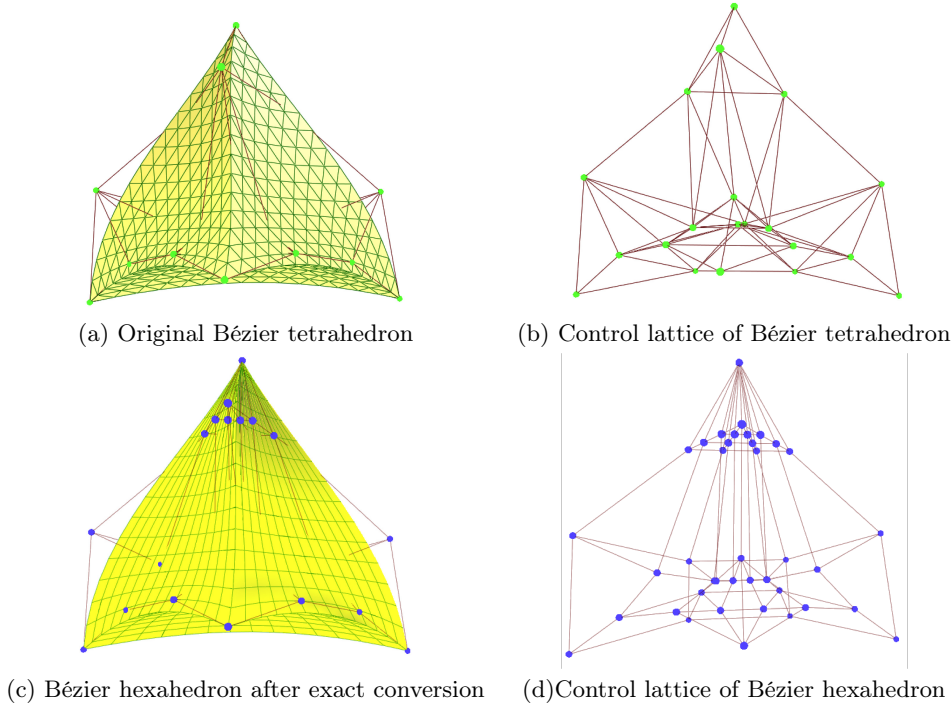 (a) Original Bézier tetrahedron
(b) Control lattice of Bézier tetrahedron
(c) Bézier hexahedron after exact conversion
(d)Control lattice of Bézier hexahedron